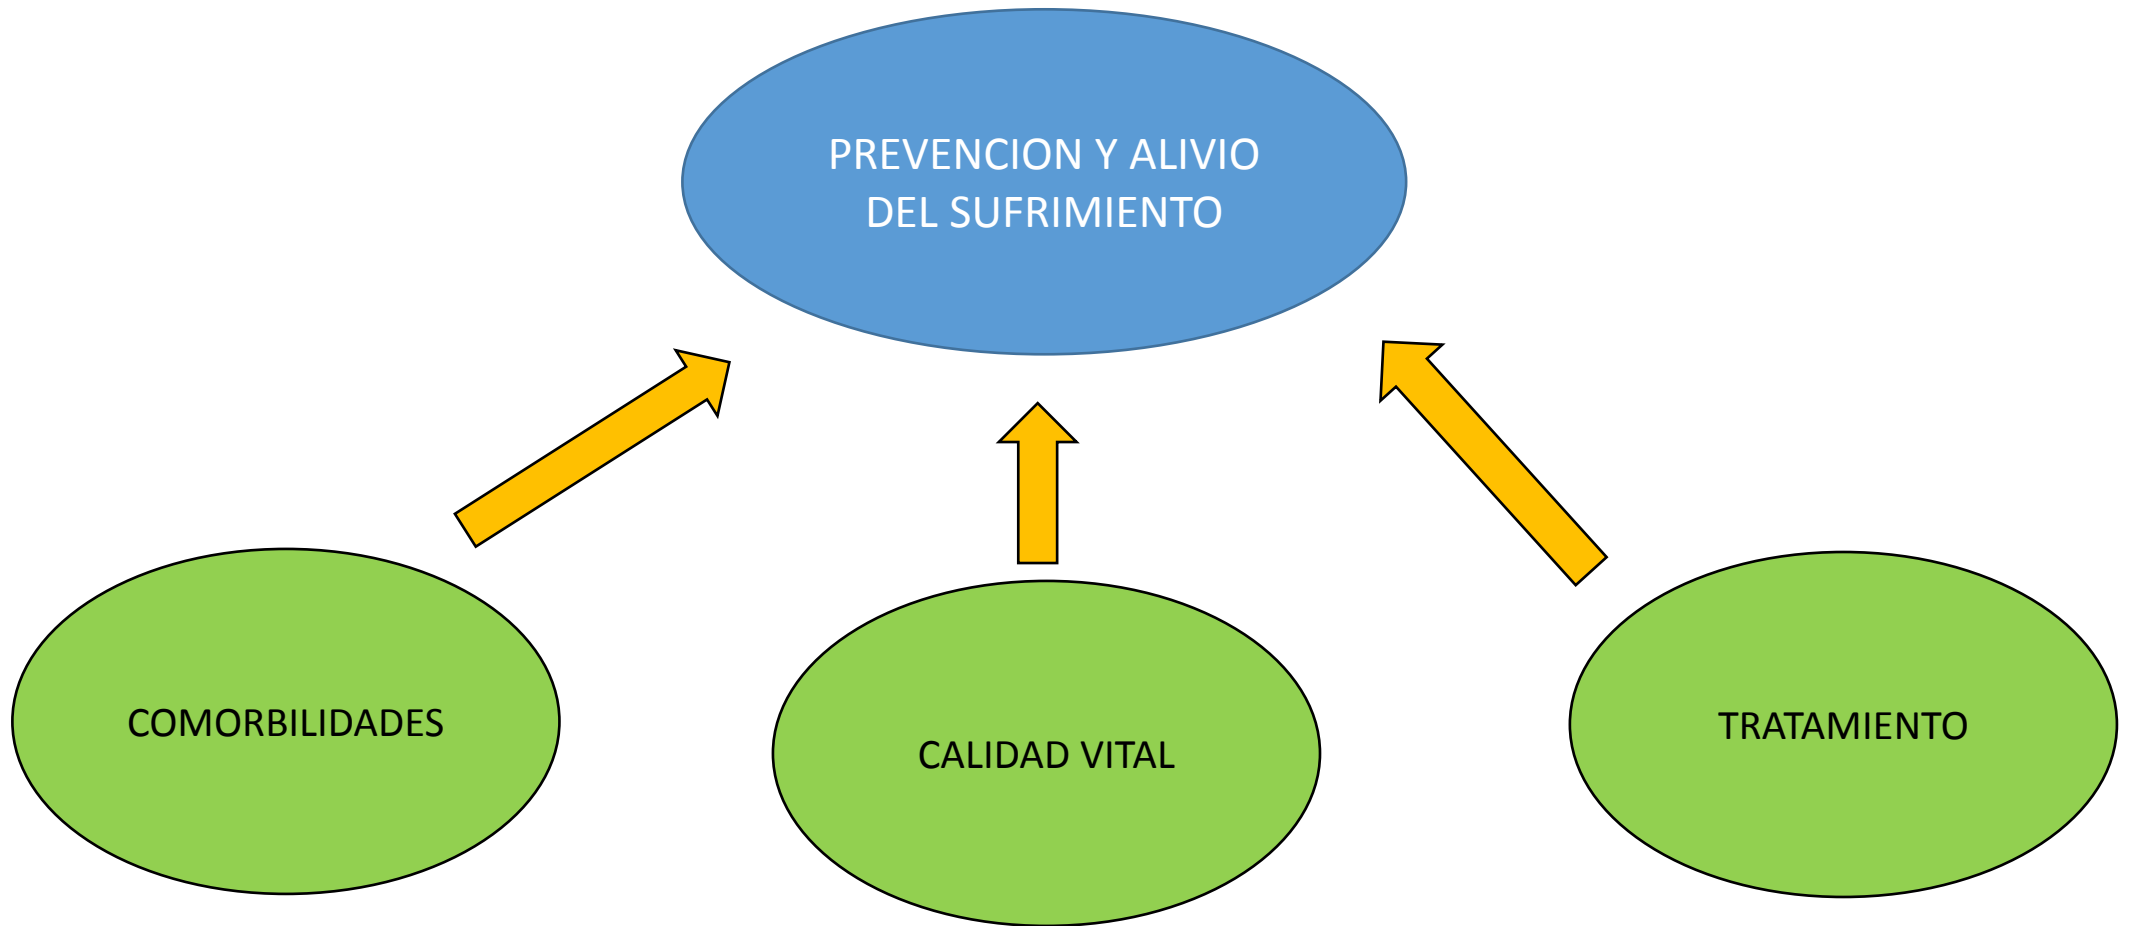 PREVENCION Y ALIVIO
DEL SUFRIMIENTO
COMORBILIDADES
CALIDAD VITAL
TRATAMIENTO